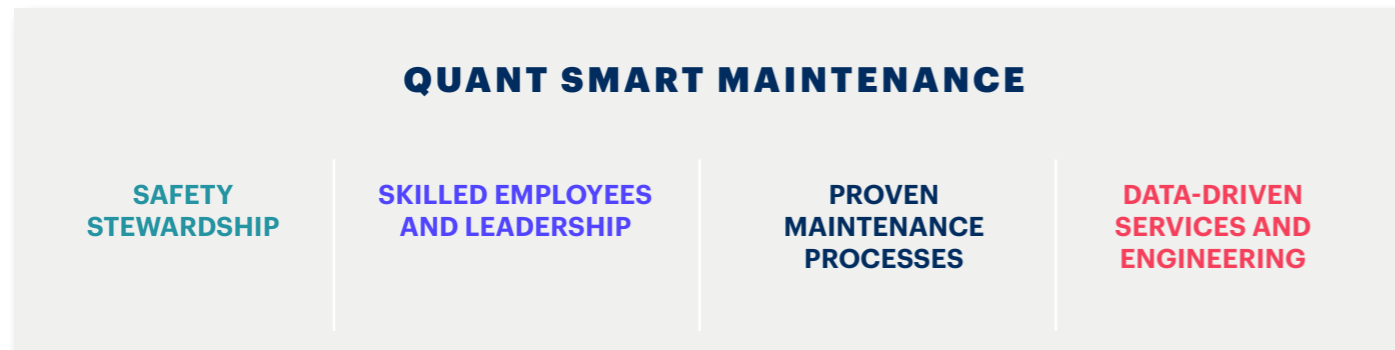 QUANT SMART MAINTENANCE
SAFETY
STEWARDSHIP
SKILLED EMPLOYEES
AND LEADERSHIP
PROVEN
MAINTENANCE
PROCESSES
DATA-DRIVEN
SERVICES AND
ENGINEERING